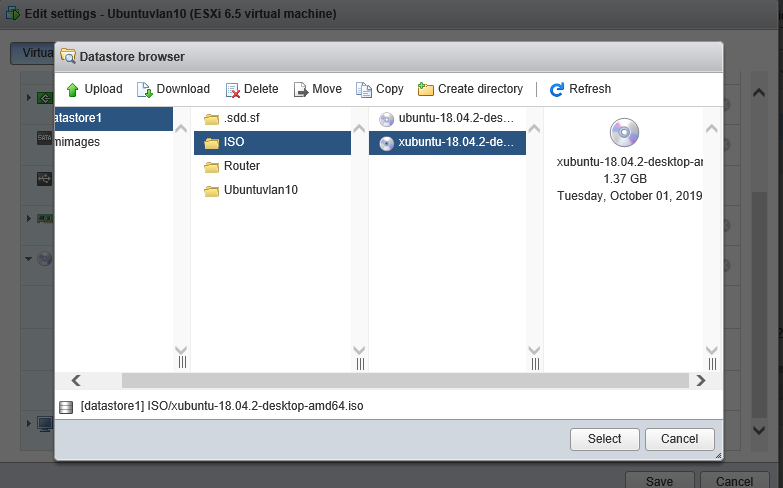 Edit settings - Ubuntuvlan10 (ESXi 6.5 virtual machine)
Virtua
Datastore browser
Upload Download Delete Move Copy Create directory Refresh
atastore1
mimages
.sdd.sf
ISO
Router
Ubuntuvlan10
ubuntu-18.04.2-des...
xubuntu-18.04.2-de...
xubuntu-18.04.2-desktop-ar
1.37 GB
Tuesday, October 01, 2019
SATA
[datastore1] ISO/xubuntu-18.04.2-desktop-amd64.iso
Select Cancel
Save Cancel